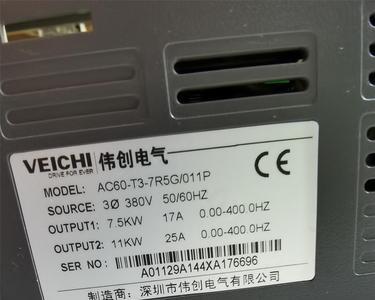 VEICHI 伟创电气
DRIVE FOR EVER
CE
MODEL: AC60-T3-7R5G/011P
SOURCE: 3Ø 380V 50/60HZ
OUTPUT1: 7.5KW 17A 0.00-400.0HZ
OUTPUT2: 11KW 25A 0.00-400.0HZ
SER NO:
A01129A144XA176696
制造商：深圳市伟创电气有限公司